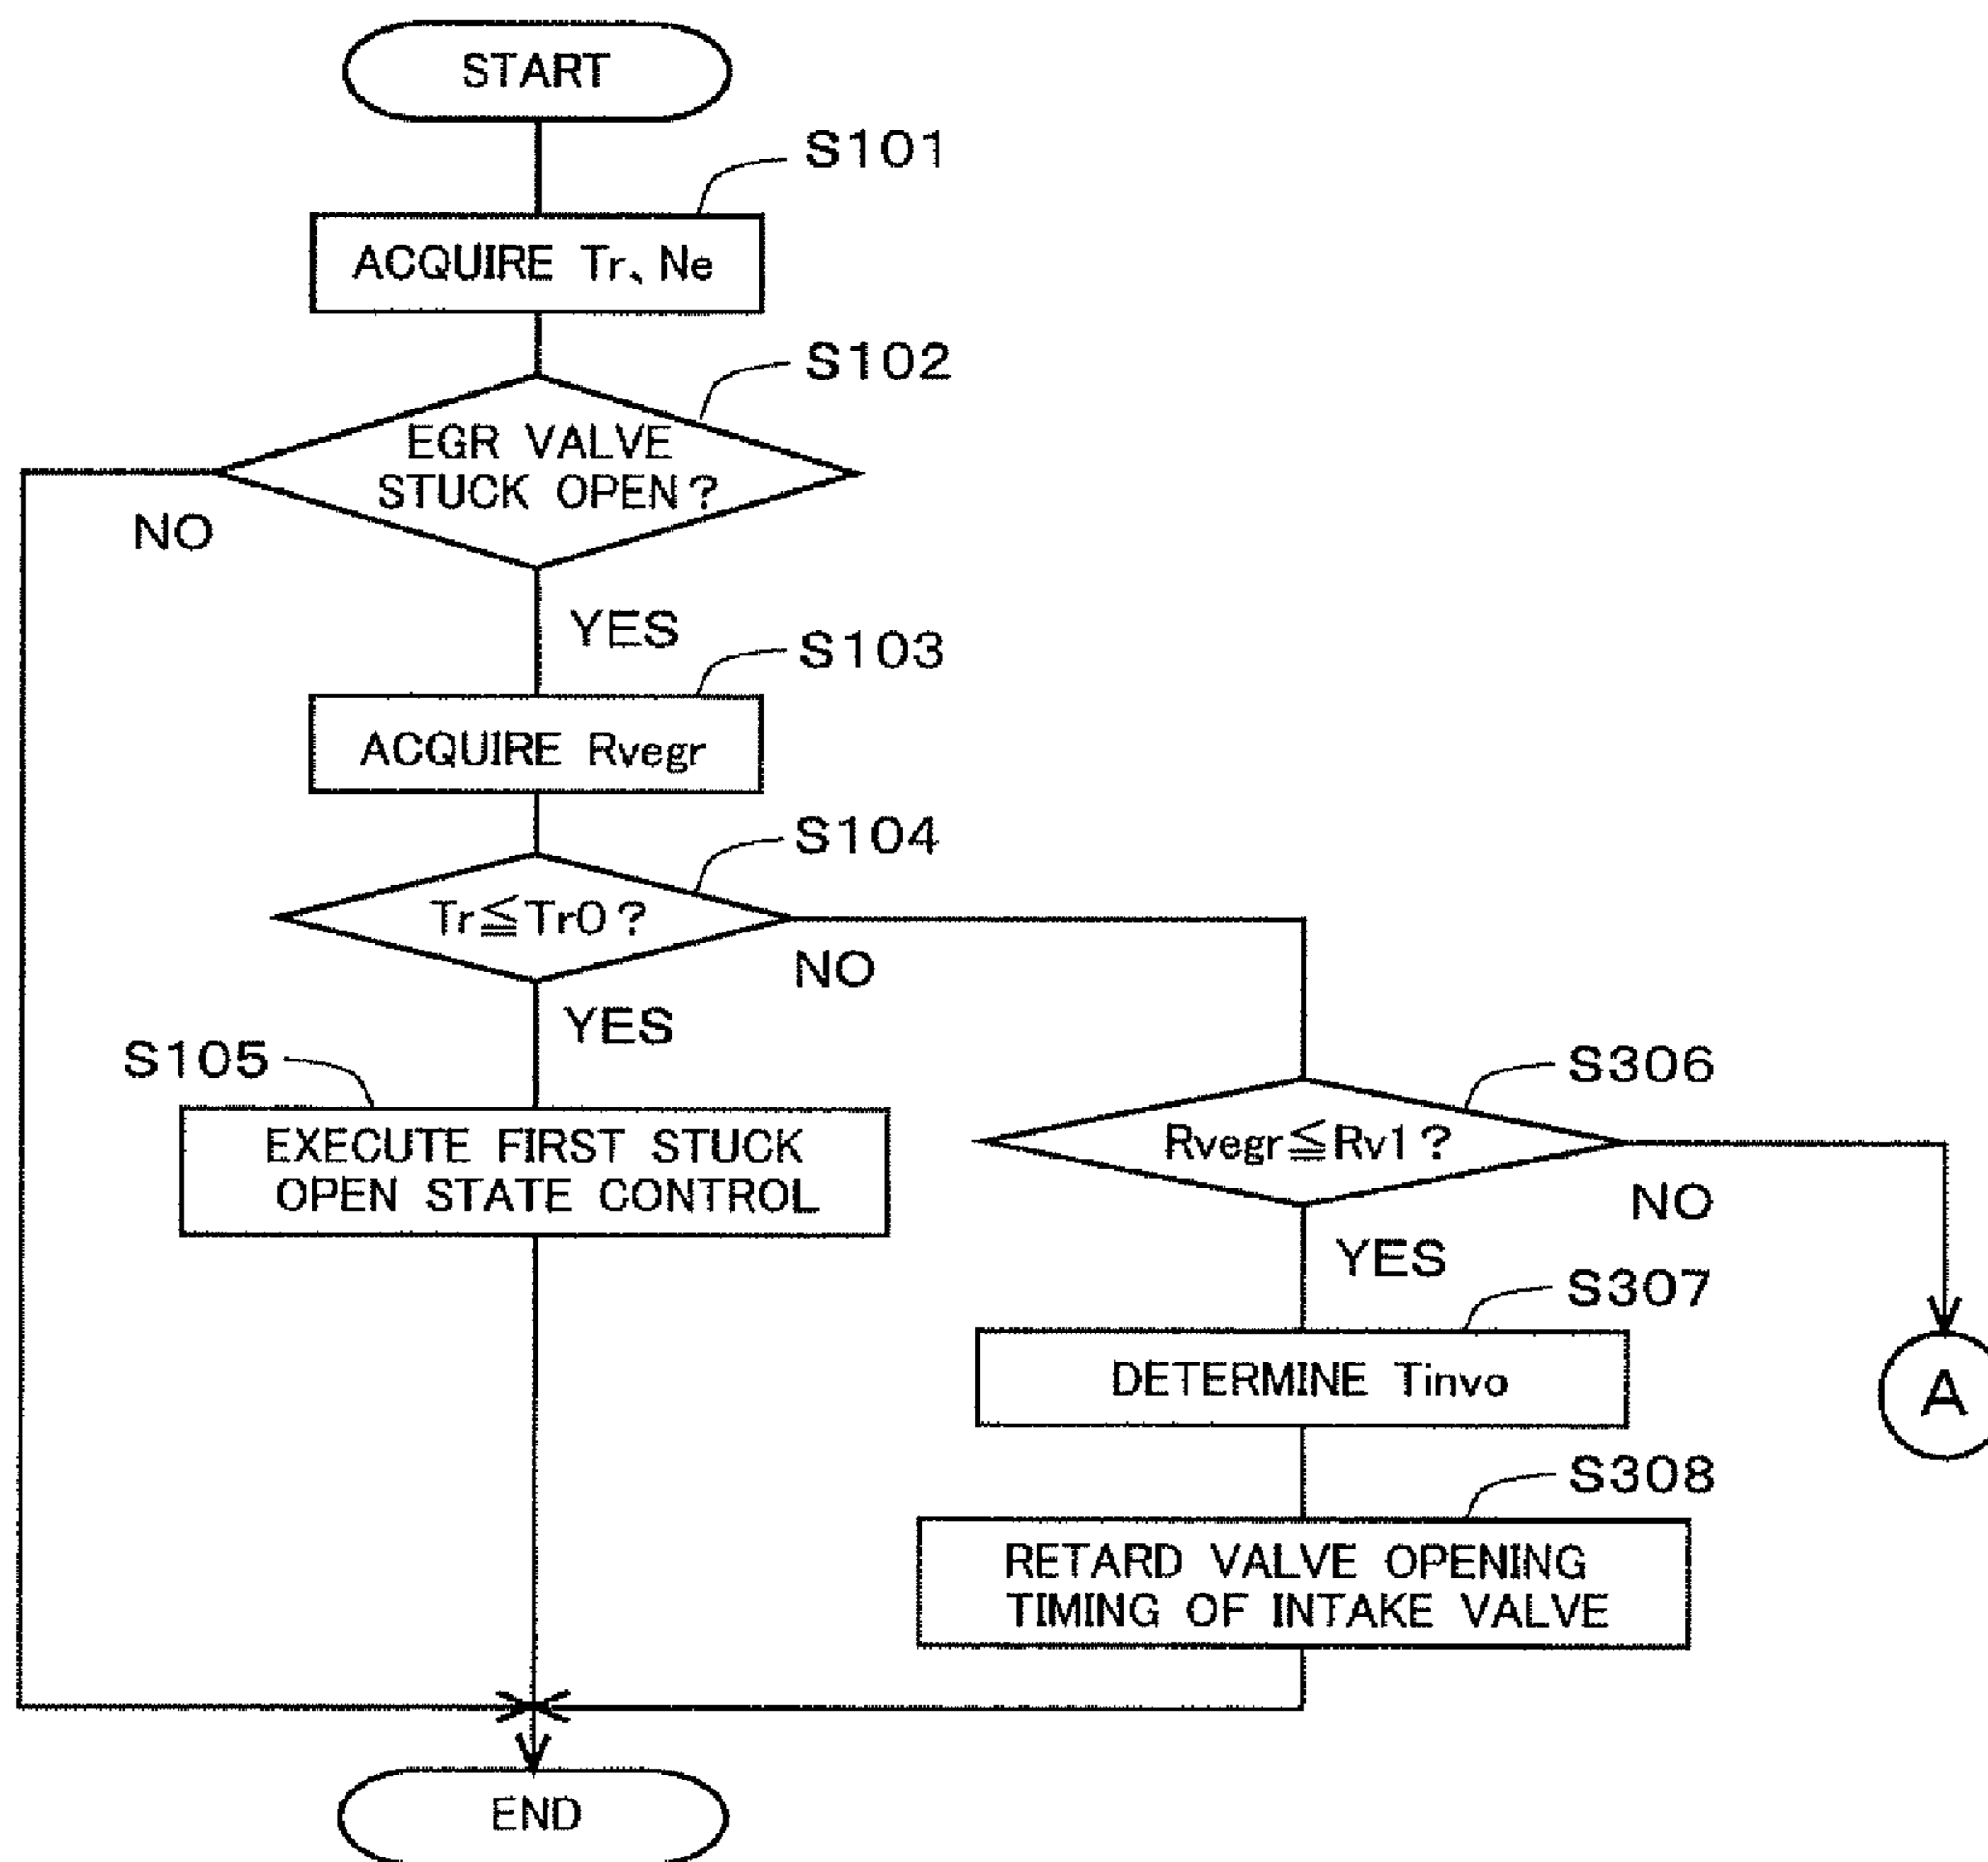 START
S101
ACQUIRE Tr、Ne
S102
EGR VALVE
STUCK OPEN?
NO
YES
S103
ACQUIRE Rvegr
S104
Tr≦Tr0?
NO
YES
S105
EXECUTE FIRST STUCK
OPEN STATE CONTROL
S306
Rvegr≦Rv1?
NO
YES
S307
DETERMINE Tinvo
A
S308
RETARD VALVE OPENING
TIMING OF INTAKE VALVE
END